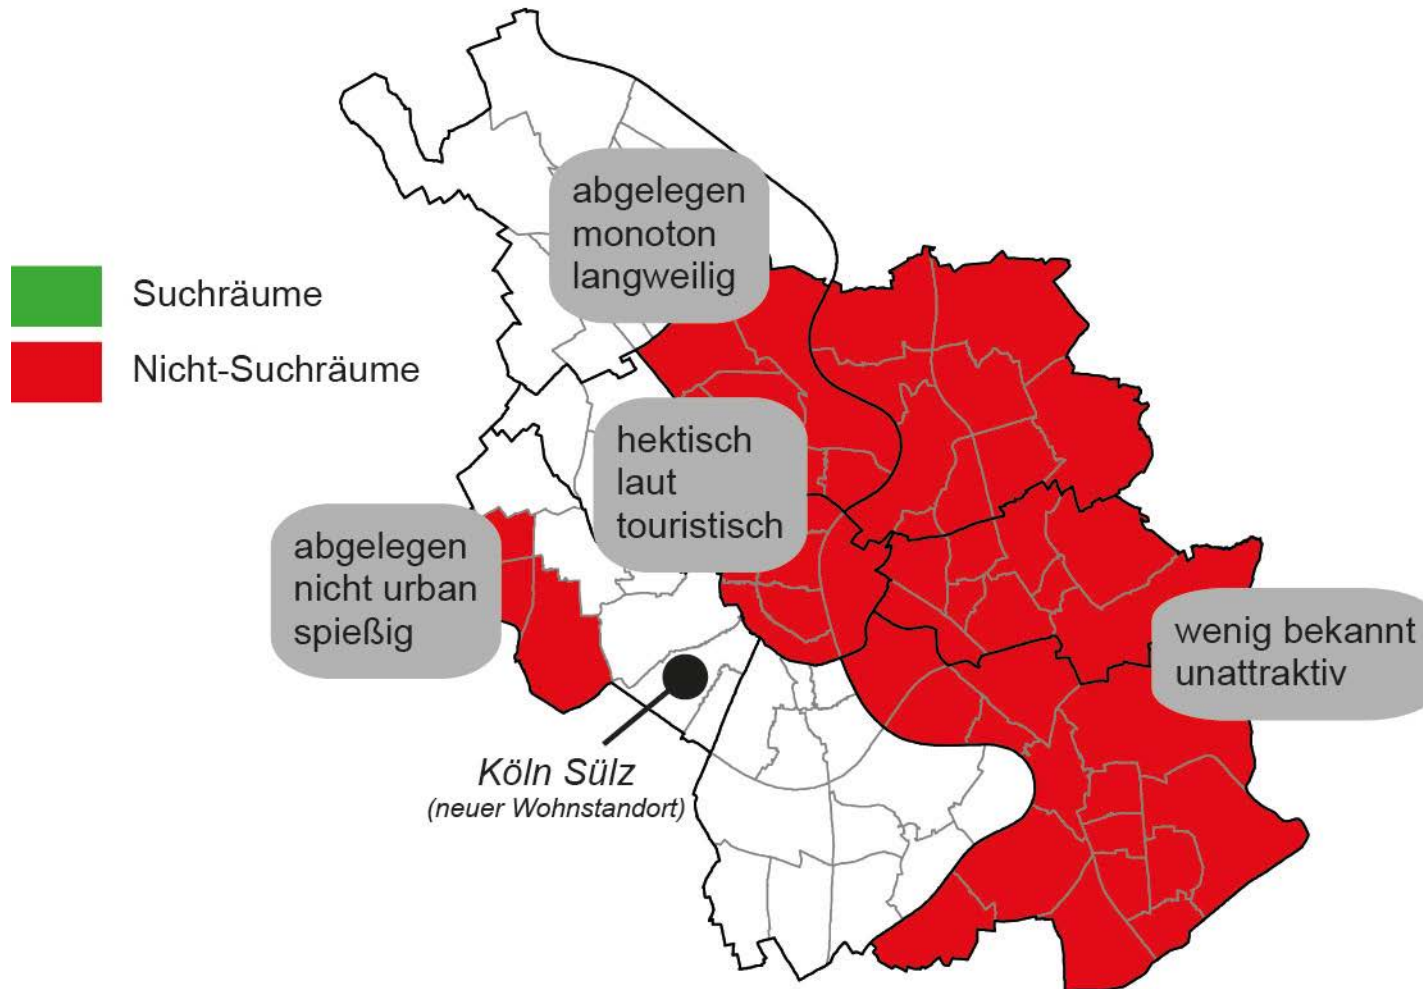 abgelegen
monoton
langweilig
Suchräume
Nicht-Suchräume
hektisch
laut
touristisch
abgelegen
nicht urban
spießig
wenig bekannt
unattraktiv
Köln Sülz
(neuer Wohnstandort)